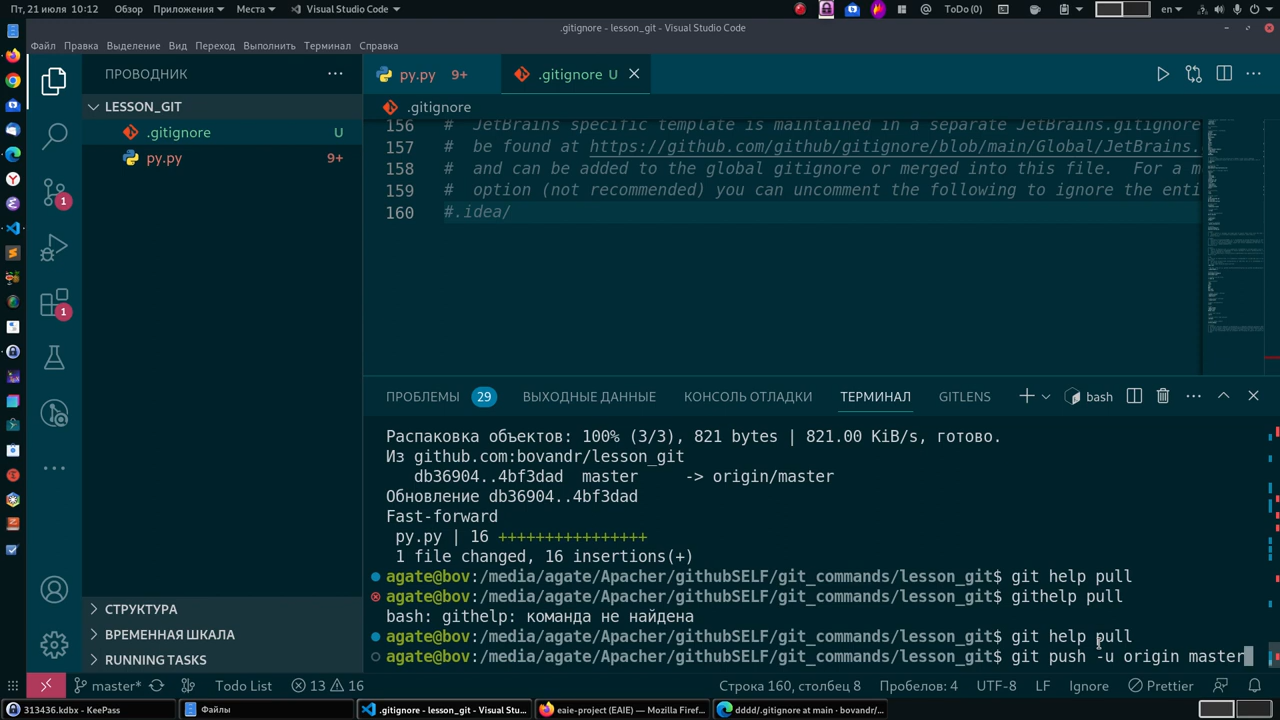 Пт, 21 июля 10:12 Обзор Приложения Места Visual Studio Code ToDo (0) en
.gitignore - lesson_git - Visual Studio Code
Файл Правка Выделение Вид Переход Выполнить Терминал Справка
ПРОВОДНИК
py.py 9+ .gitignore U
LESSON_GIT
.gitignore
.gitignore U
py.py 9+
156 # JetBrains specific template is maintained in a separate JetBrains.gitignore
157 # be found at https://github.com/github/gitignore/blob/main/Global/JetBrains.
158 # and can be added to the global gitignore or merged into this file. For a m
159 # option (not recommended) you can uncomment the following to ignore the enti
160 #.idea/
1
1
ПРОБЛЕМЫ 29 ВЫХОДНЫЕ ДАННЫЕ КОНСОЛЬ ОТЛАДКИ ТЕРМИНАЛ GITLENS bash
Распаковка объектов: 100% (3/3), 821 bytes | 821.00 KiB/s, готово.
Из github.com:bovandr/lesson_git
db36904..4bf3dad master -> origin/master
Обновление db36904..4bf3dad
Fast-forward
py.py | 16 ++++++++++++++++
1 file changed, 16 insertions(+)
agate@bov:/media/agate/Apacher/githubSELF/git_commands/lesson_git$ git help pull
agate@bov:/media/agate/Apacher/githubSELF/git_commands/lesson_git$ githelp pull
bash: githelp: команда не найдена
agate@bov:/media/agate/Apacher/githubSELF/git_commands/lesson_git$ git help pull
agate@bov:/media/agate/Apacher/githubSELF/git_commands/lesson_git$ git push -u origin master
СТРУКТУРА
ВРЕМЕННАЯ ШКАЛА
RUNNING TASKS
master* Todo List 13 16 Строка 160, столбец 8 Пробелов: 4 UTF-8 LF Ignore Prettier
313436.kdbx - KeePass Файлы .gitignore - lesson_git - Visual Studi... eaie-project (EAIE) — Mozilla Firef... dddd/.gitignore at main · bovandr/...